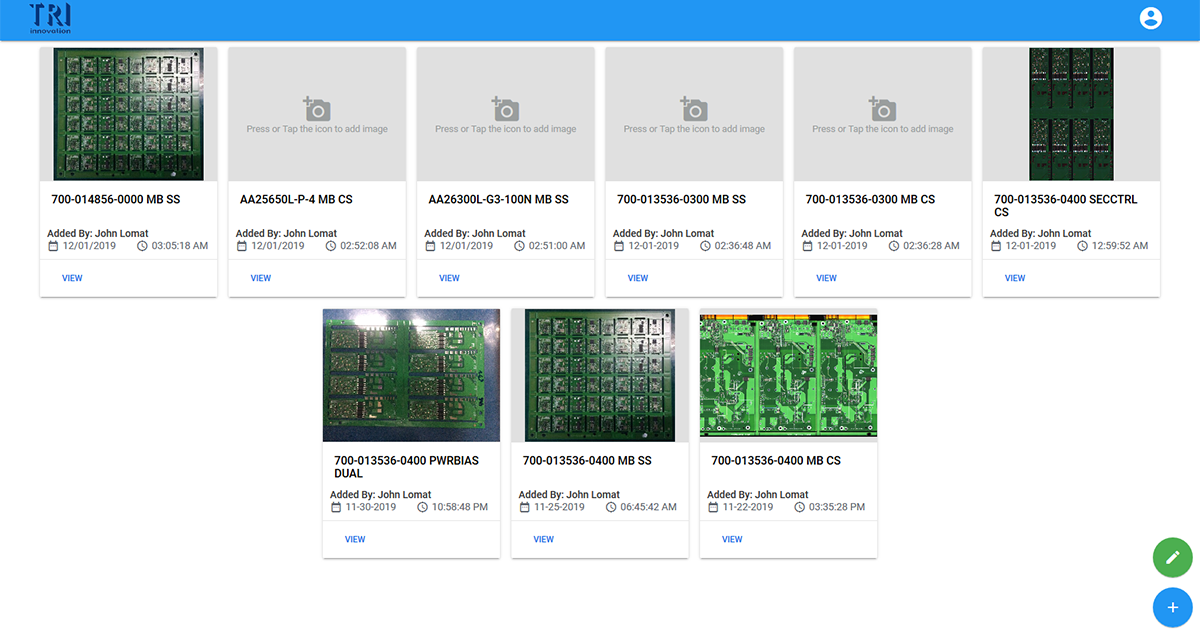 TRI
innovation
Press or Tap the icon to add image
Press or Tap the icon to add image
Press or Tap the icon to add image
Press or Tap the icon to add image
700-014856-0000 MB SS
Added By: John Lomat
12/01/2019 03:05:18 AM
VIEW
AA25650L-P-4 MB CS
Added By: John Lomat
12/01/2019 02:52:08 AM
VIEW
AA26300L-G3-100N MB SS
Added By: John Lomat
12/01/2019 02:51:00 AM
VIEW
700-013536-0300 MB SS
Added By: John Lomat
12-01-2019 02:36:48 AM
VIEW
700-013536-0300 MB CS
Added By: John Lomat
12-01-2019 02:36:28 AM
VIEW
700-013536-0400 SECCTRL
CS
Added By: John Lomat
12-01-2019 12:59:52 AM
VIEW
700-013536-0400 PWRBIAS
DUAL
Added By: John Lomat
11-30-2019 10:58:48 PM
VIEW
700-013536-0400 MB SS
Added By: John Lomat
11-25-2019 06:45:42 AM
VIEW
700-013536-0400 MB CS
Added By: John Lomat
11-22-2019 03:35:28 PM
VIEW